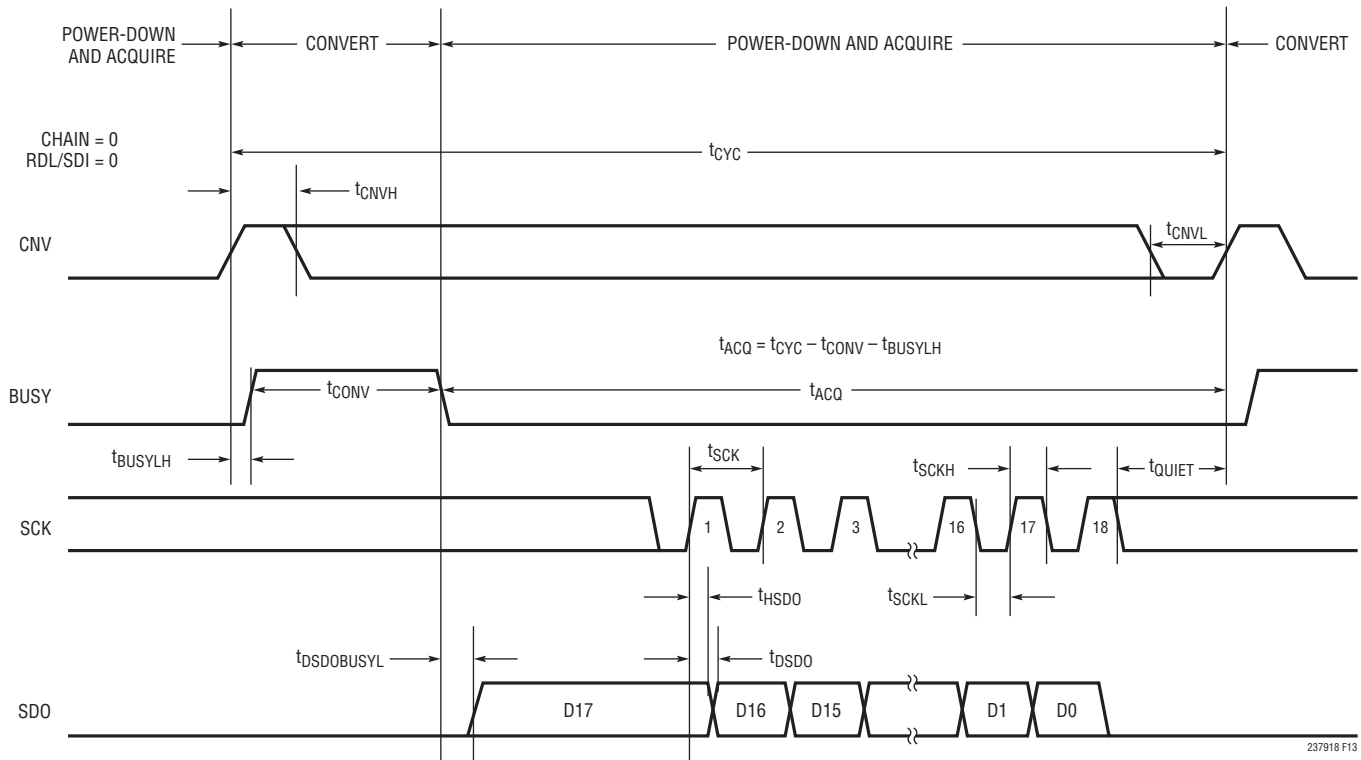 POWER-DOWN
AND ACQUIRE
CONVERT
POWER-DOWN AND ACQUIRE
CONVERT
CHAIN = 0
RDL/SDI = 0
tCYC
tCNVH
CNV
tCNVL
tACQ = tCYC – tCONV – tBUSYLH
BUSY
tCONV
tACQ
tBUSYLH
tSCK
tSCKH
tQUIET
SCK
1
2
3
16
17
18
tHSDO
tSCKL
tDSDOBUSYL
tDSDO
SDO
D17
D16
D15
D1
D0
237918 F13